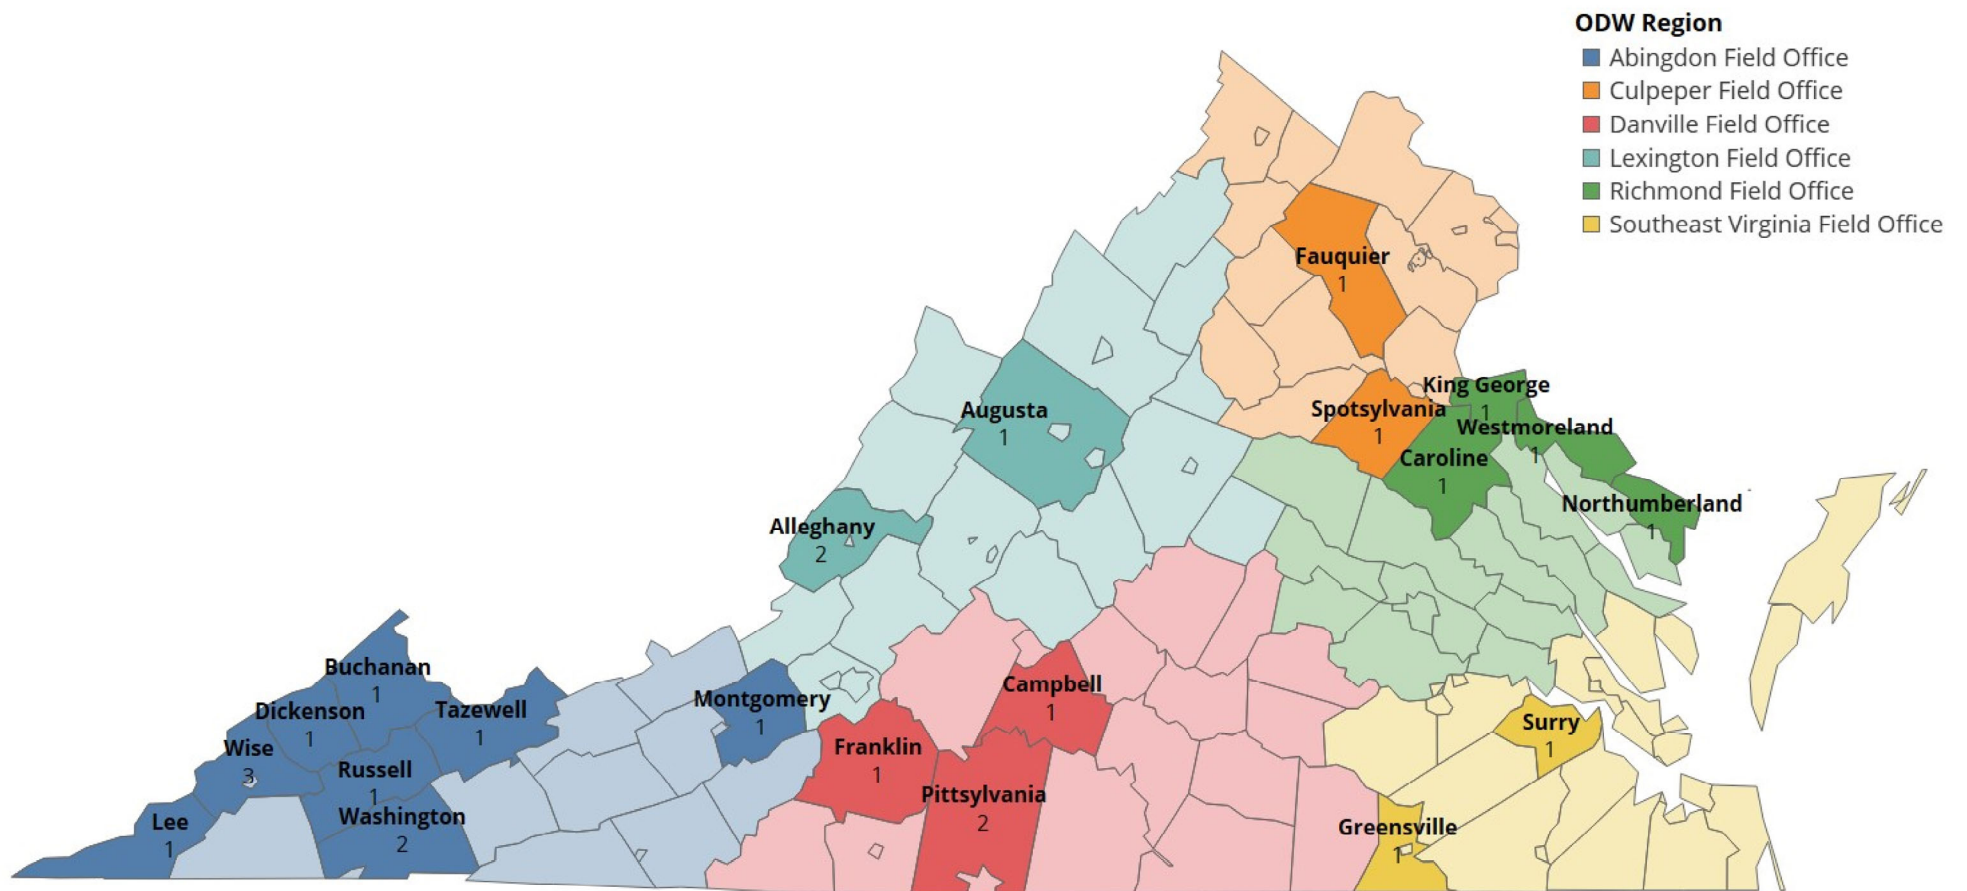 ODW Region
Abingdon Field Office
Culpeper Field Office
Danville Field Office
Lexington Field Office
Richmond Field Office
Southeast Virginia Field Office
Fauquier
1
King George
1
Spotsylvania
1
Westmoreland
1
Caroline
1
Northumberland
1
Augusta
1
Alleghany
2
Buchanan
1
Dickenson
1
Tazewell
1
Wise
3
Russell
1
Washington
2
Lee
1
Montgomery
1
Campbell
1
Franklin
1
Pittsylvania
2
Surry
1
Greensville
1